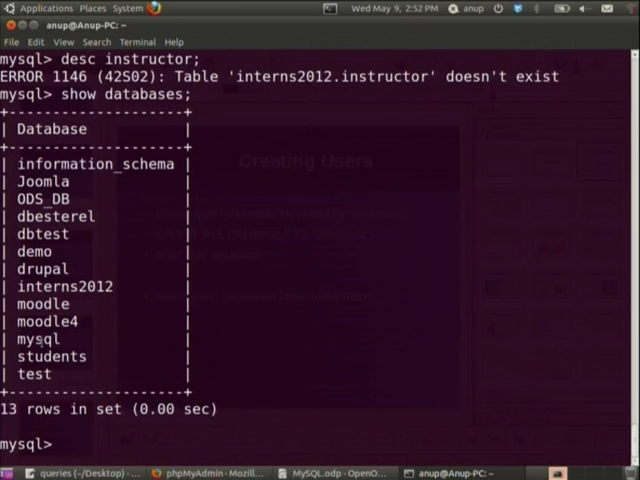 Applications Places System
Wed May 9, 2:52 PM
anup
anup@Anup-PC: ~
File Edit View Search Terminal Help
mysql> desc instructor;
ERROR 1146 (42S02): Table 'interns2012.instructor' doesn't exist
mysql> show databases;
+--------------------+
| Database |
+--------------------+
| information_schema |
| Joomla |
| ODS_DB |
| dbesterel |
| dbtest |
| demo |
| drupal |
| interns2012 |
| moodle |
| moodle4 |
| mysql |
| students |
| test |
+--------------------+
13 rows in set (0.00 sec)
mysql>
Creating Users
queries (~/Desktop) - ...
phpMyAdmin - Mozill...
MySQL.odp - OpenO...
anup@Anup-PC: ~